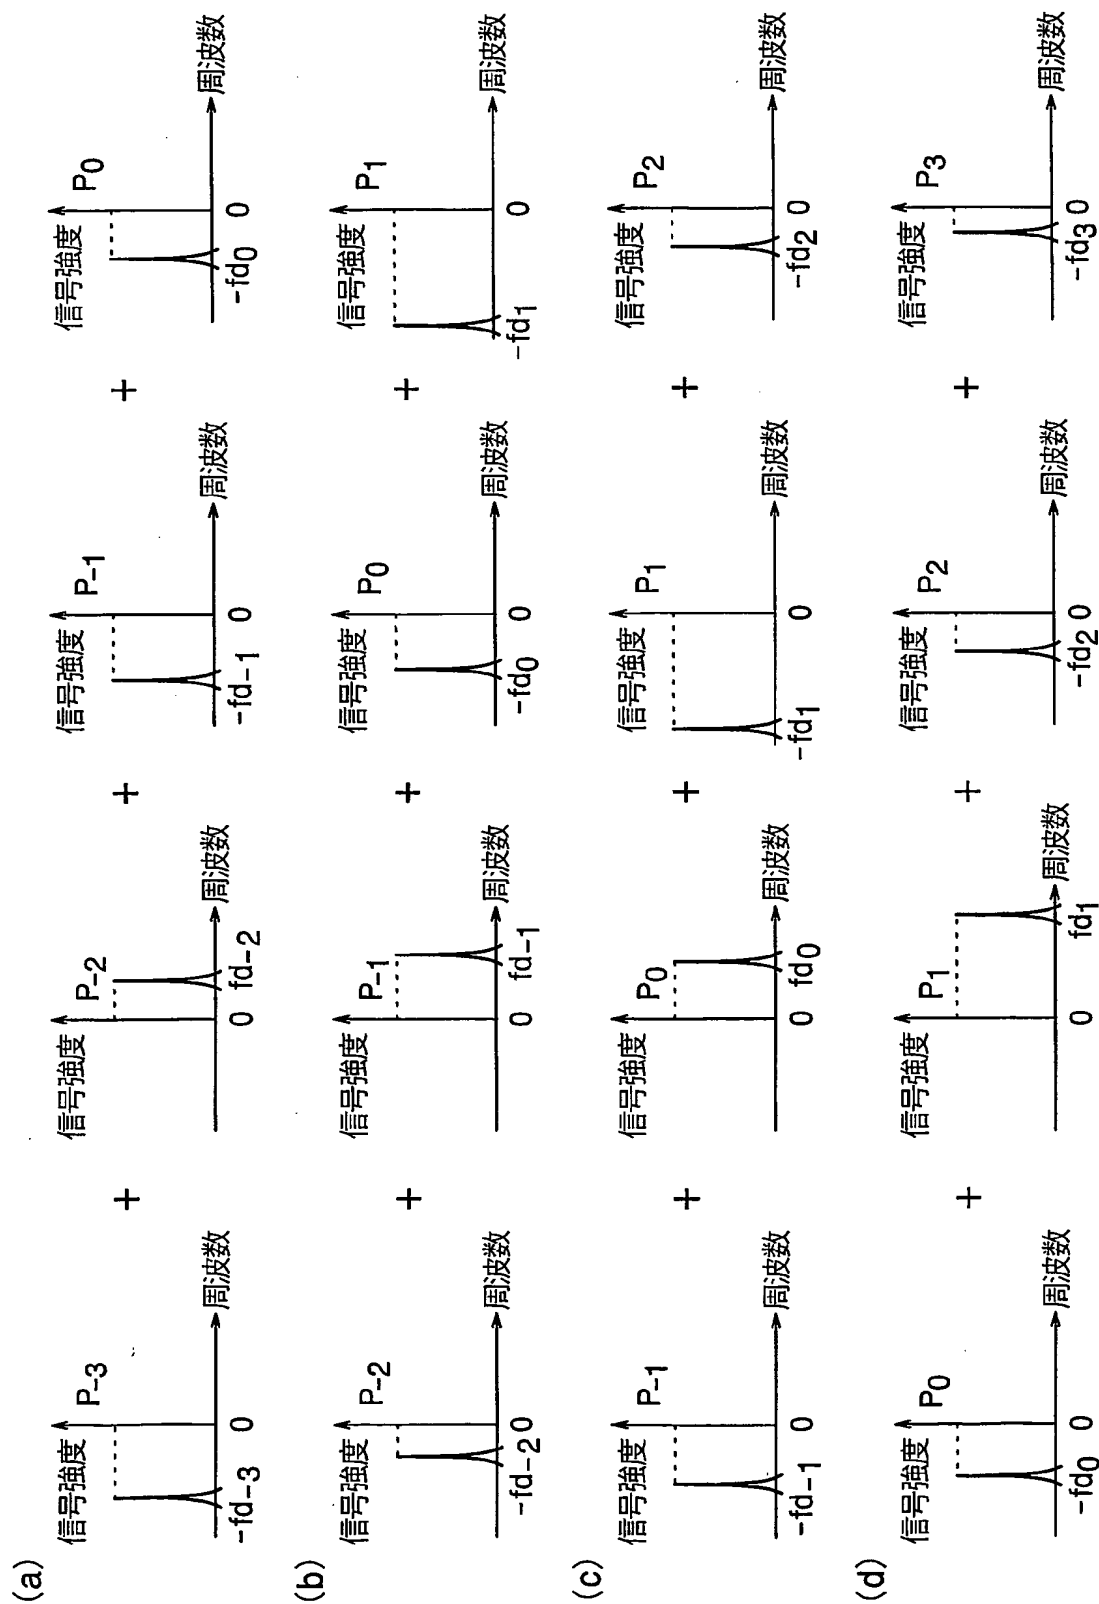 (a)
信号強度
P-3
-fd-3
0
周波数
+
信号強度
P-2
0
fd-2
周波数
+
信号強度
P-1
-fd-1
0
周波数
+
信号強度
P0
-fd0
0
周波数
(b)
信号強度
P-2
-fd-2
0
周波数
+
信号強度
P-1
0
fd-1
周波数
+
信号強度
P0
-fd0
0
周波数
+
信号強度
P1
-fd1
0
周波数
(c)
信号強度
P-1
-fd-1
0
周波数
+
信号強度
P0
0
fd0
周波数
+
信号強度
P1
-fd1
0
周波数
+
信号強度
P2
-fd2
0
周波数
(d)
信号強度
P0
-fd0
0
周波数
+
信号強度
P1
0
fd1
周波数
+
信号強度
P2
-fd2
0
周波数
+
信号強度
P3
-fd3
0
周波数